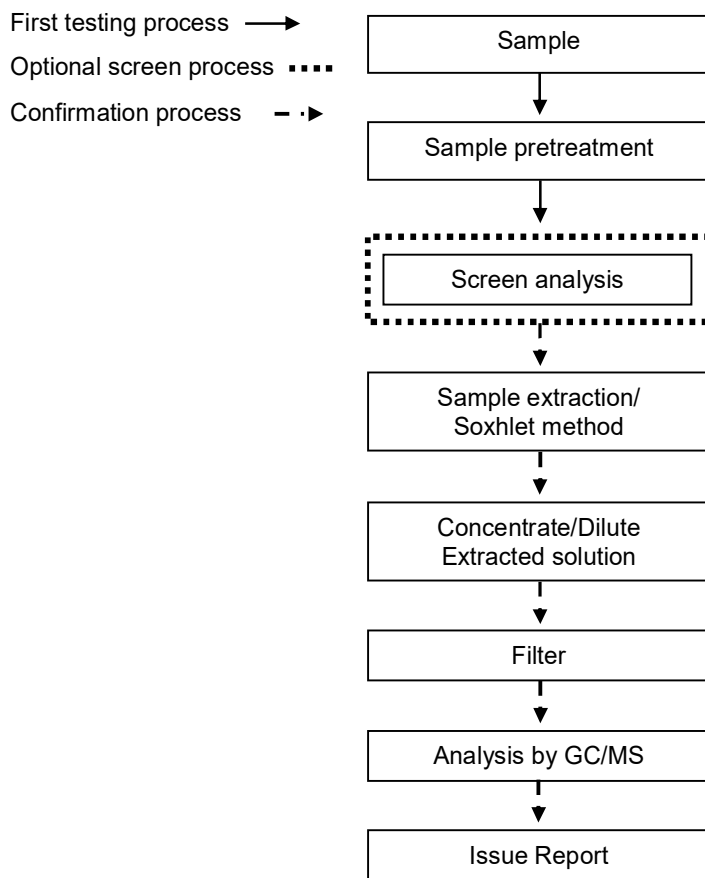 First testing process
Optional screen process
Confirmation process
Sample
Sample pretreatment
Screen analysis
Sample extraction/
Soxhlet method
Concentrate/Dilute
Extracted solution
Filter
Analysis by GC/MS
Issue Report